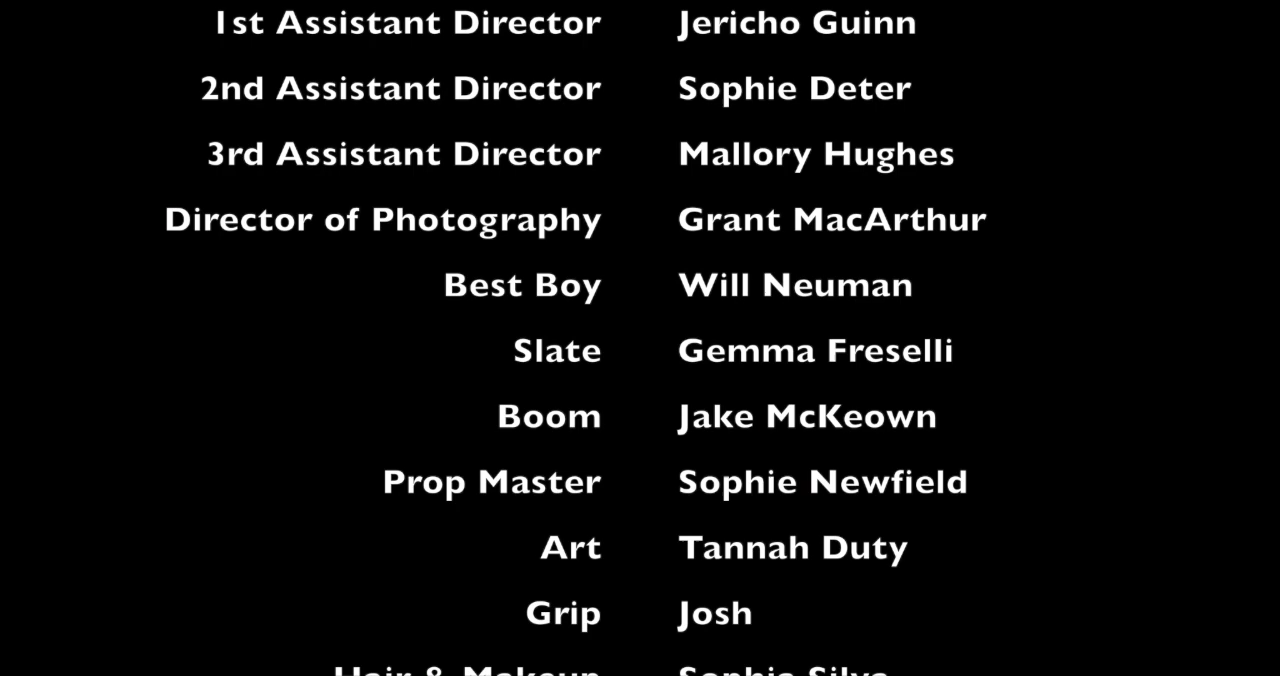 1st Assistant Director Jericho Guinn
2nd Assistant Director Sophie Deter
3rd Assistant Director Mallory Hughes
Director of Photography Grant MacArthur
Best Boy Will Neuman
Slate Gemma Freselli
Boom Jake McKeown
Prop Master Sophie Newfield
Art Tannah Duty
Grip Josh
Hair & Makeup